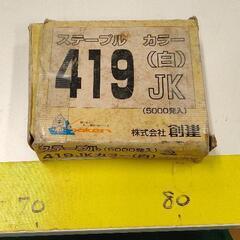 ステープル カラー
419
(白)
JK
(5000発入)
株式会社 創建
ステープル (5000発入)
419JKカラー(白)
70
80